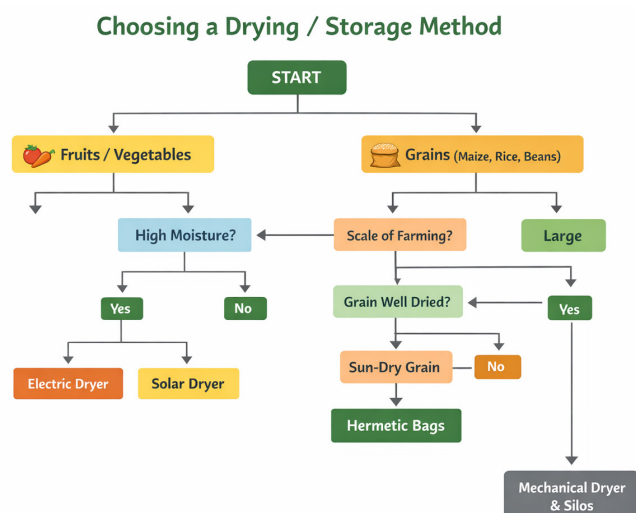 Choosing a Drying / Storage Method
START
Fruits / Vegetables
Grains (Maize, Rice, Beans)
High Moisture?
Scale of Farming?
Large
Yes
No
Grain Well Dried?
Yes
Electric Dryer
Solar Dryer
Sun-Dry Grain
No
Hermetic Bags
Mechanical Dryer
& Silos